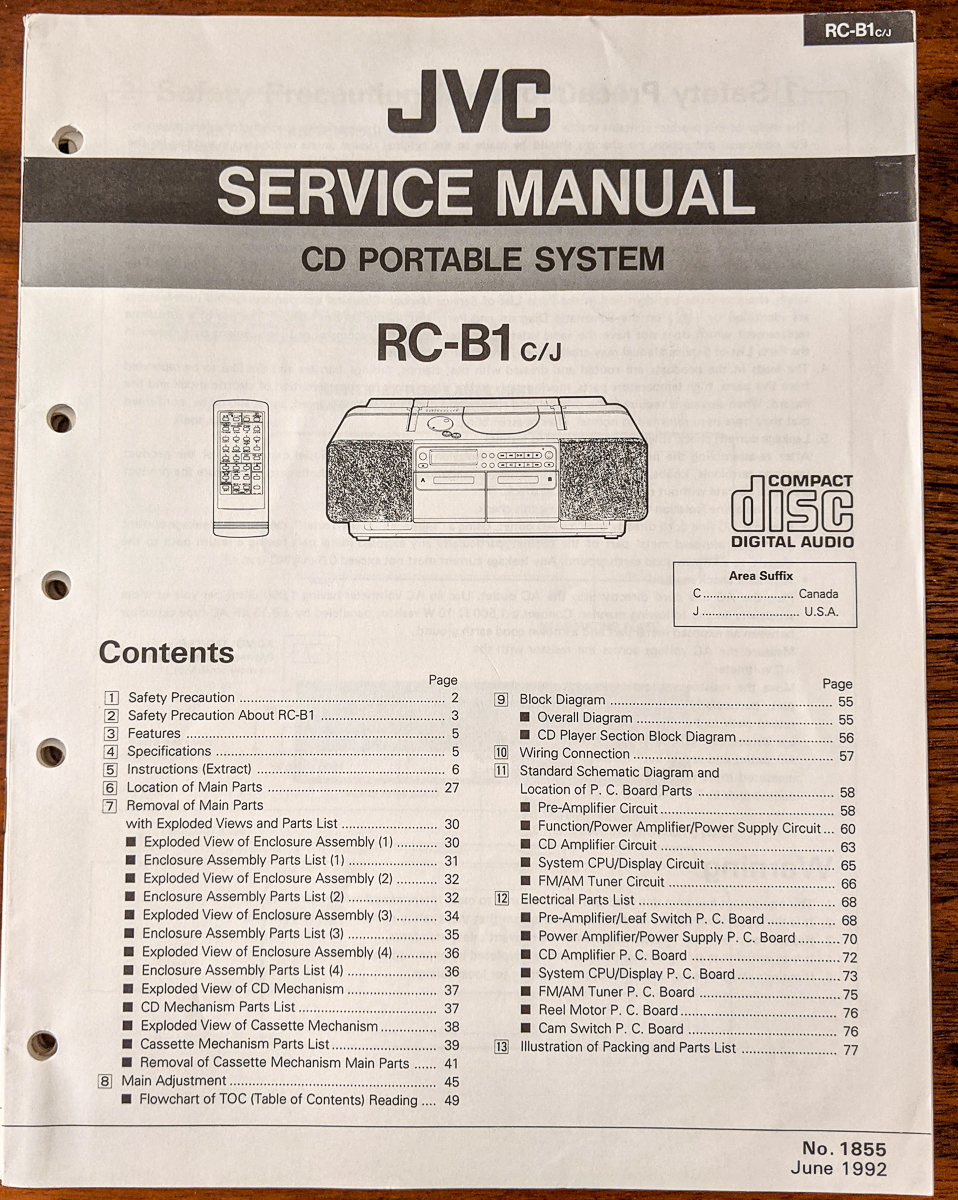 RC-B1 C/J
JVC
SERVICE MANUAL
CD PORTABLE SYSTEM
RC-B1 C/J
A
B
COMPACT
disc
DIGITAL AUDIO
Area Suffix
C ........................ Canada
J .......................... U.S.A.
Contents
Page
1 Safety Precaution ........................................ 2
2 Safety Precaution About RC-B1 ........................ 3
3 Features .................................................... 5
4 Specifications ............................................. 5
5 Instructions (Extract) ................................... 6
6 Location of Main Parts ................................. 27
7 Removal of Main Parts
with Exploded Views and Parts List .................. 30
■ Exploded View of Enclosure Assembly (1) .......... 30
■ Enclosure Assembly Parts List (1) .................. 31
■ Exploded View of Enclosure Assembly (2) .......... 32
■ Enclosure Assembly Parts List (2) .................. 32
■ Exploded View of Enclosure Assembly (3) .......... 34
■ Enclosure Assembly Parts List (3) .................. 35
■ Exploded View of Enclosure Assembly (4) .......... 36
■ Enclosure Assembly Parts List (4) .................. 36
■ Exploded View of CD Mechanism .................. 37
■ CD Mechanism Parts List ........................... 37
■ Exploded View of Cassette Mechanism ............ 38
■ Cassette Mechanism Parts List ..................... 39
■ Removal of Cassette Mechanism Main Parts ...... 41
8 Main Adjustment ........................................ 45
■ Flowchart of TOC (Table of Contents) Reading .... 49
Page
9 Block Diagram ............................................ 55
■ Overall Diagram ..................................... 55
■ CD Player Section Block Diagram .................. 56
10 Wiring Connection ..................................... 57
11 Standard Schematic Diagram and
Location of P. C. Board Parts ......................... 58
■ Pre-Amplifier Circuit ................................ 58
■ Function/Power Amplifier/Power Supply Circuit ... 60
■ CD Amplifier Circuit ................................. 63
■ System CPU/Display Circuit ........................ 65
■ FM/AM Tuner Circuit ................................ 66
12 Electrical Parts List .................................... 68
■ Pre-Amplifier/Leaf Switch P. C. Board ............ 68
■ Power Amplifier/Power Supply P. C. Board .......... 70
■ CD Amplifier P. C. Board ........................... 72
■ System CPU/Display P. C. Board .................. 73
■ FM/AM Tuner P. C. Board .......................... 75
■ Reel Motor P. C. Board ............................. 76
■ Cam Switch P. C. Board ............................ 76
13 Illustration of Packing and Parts List ............... 77
No. 1855
June 1992